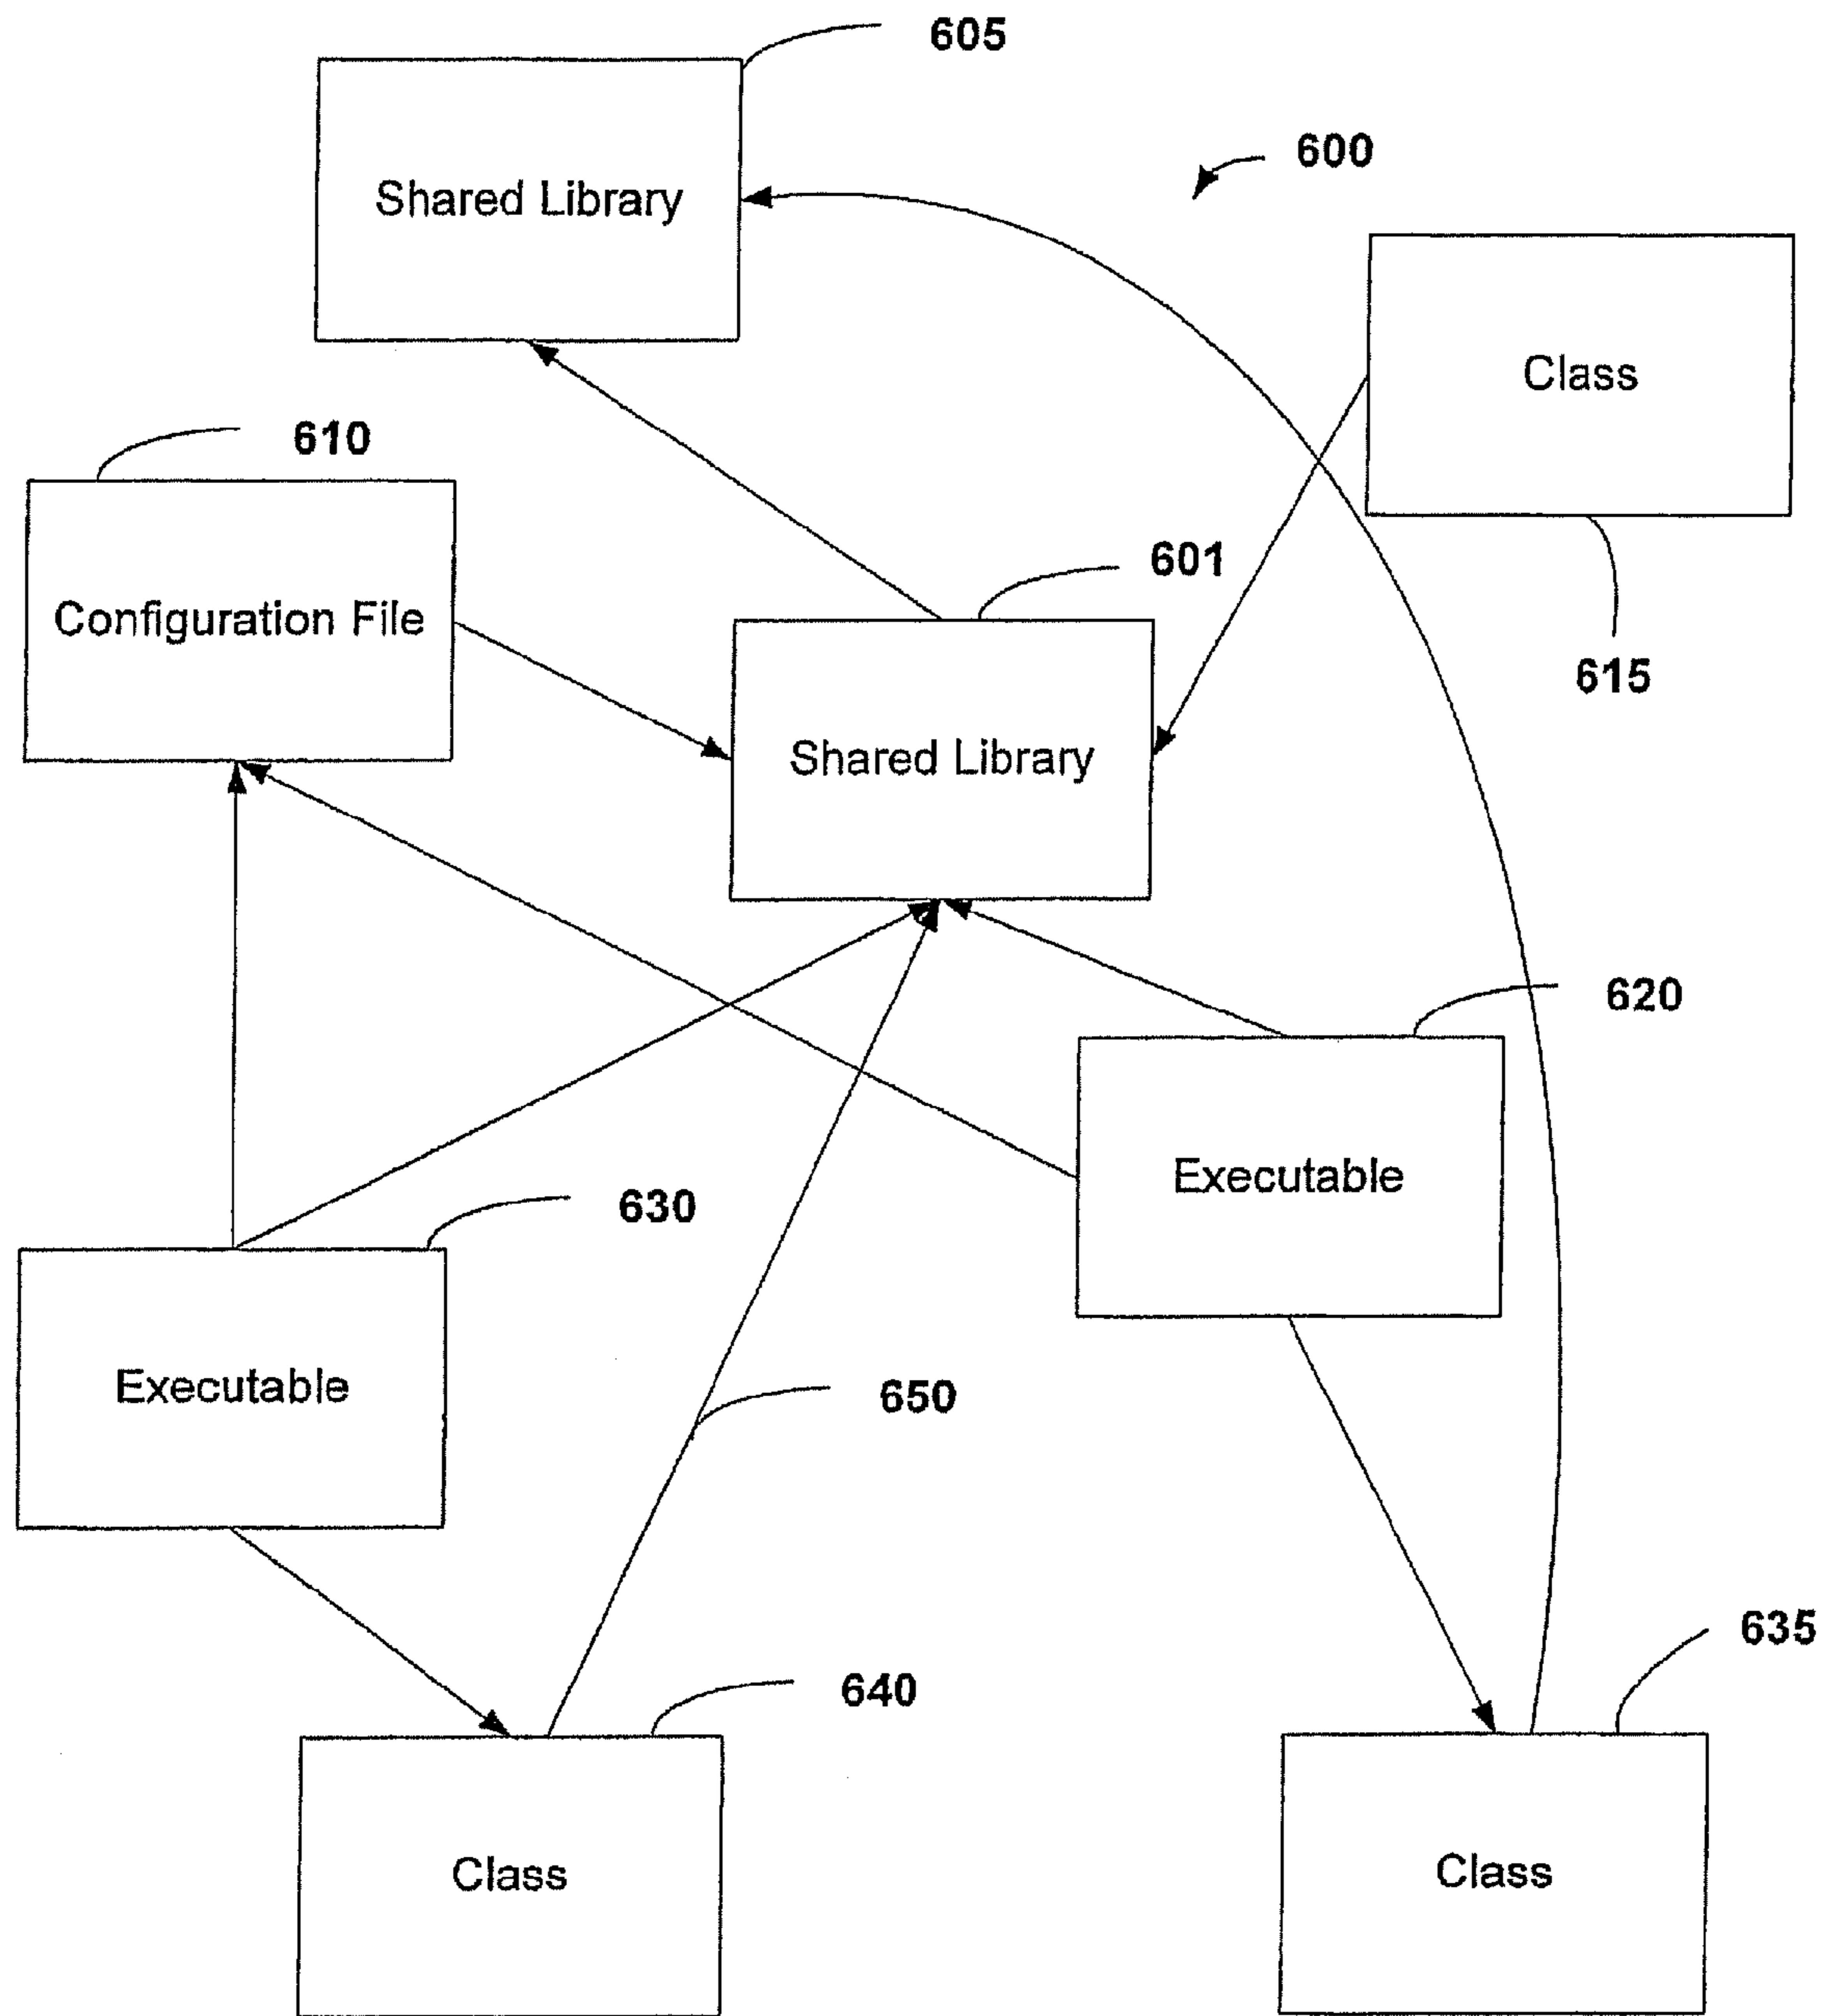 605
Shared Library
600
Class
610
Configuration File
601
615
Shared Library
620
Executable
630
Executable
650
635
640
Class
Class